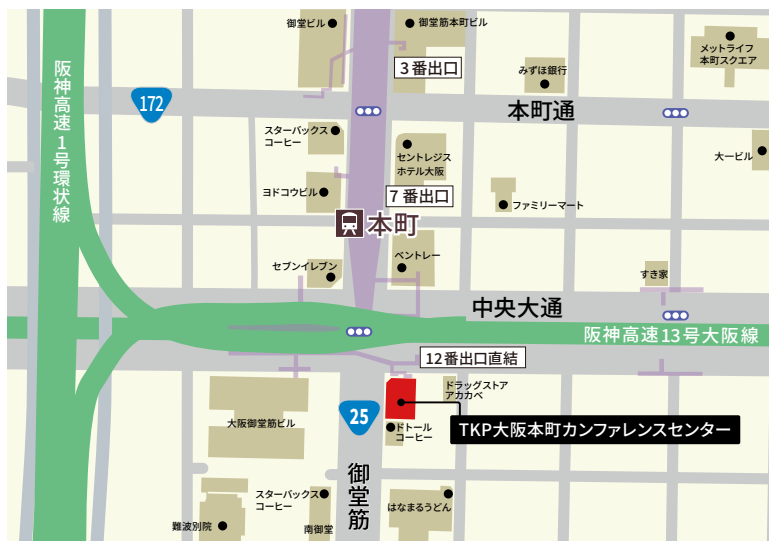 御堂ビル
御堂筋本町ビル
メットライフ
本町スクエア
3番出口
みずほ銀行
阪神高速1号環状線
172
本町通
スターバックス
コーヒー
セントレジス
ホテル大阪
大一ビル
ヨドコウビル
7番出口
ファミリーマート
本町
セブンイレブン
ベントレー
すき家
中央大通
阪神高速13号大阪線
12番出口直結
ドラッグストア
アカカベ
25
大阪御堂筋ビル
ドトール
コーヒー
TKP大阪本町カンファレンスセンター
御堂筋
スターバックス
コーヒー
はなまるうどん
難波別院
南御堂